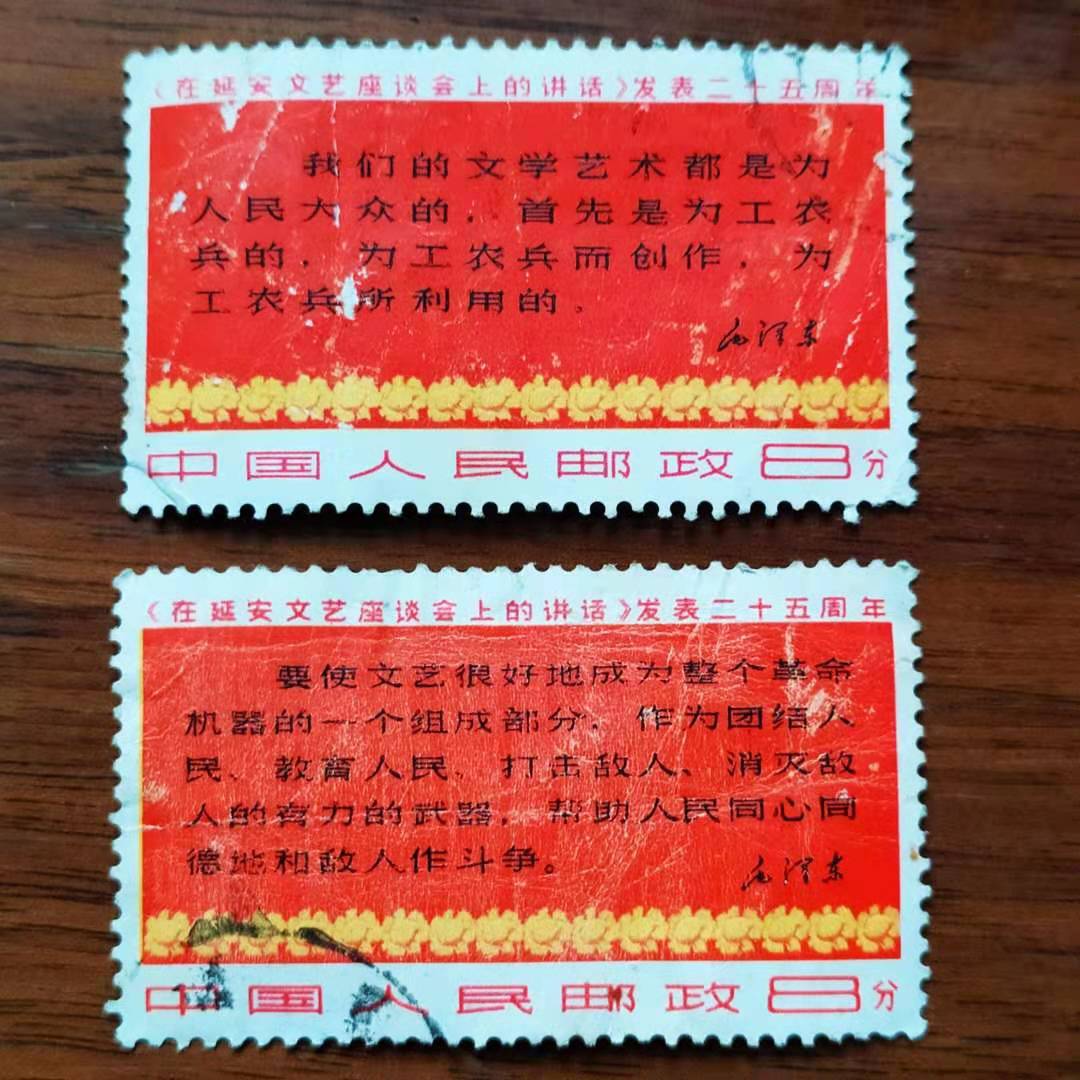 《在延安文艺座谈会上的讲话》发表二十五周年
我们的文学艺术都是为
人民大众的，首先是为工农
兵的，为工农兵而创作，为
工农兵所利用的。
毛泽东
中国人民邮政8分
《在延安文艺座谈会上的讲话》发表二十五周年
要使文艺很好地成为整个革命
机器的一个组成部分，作为团结人
民、教育人民、打击敌人、消灭敌
人的有力的武器，帮助人民同心同
德地和敌人作斗争。
毛泽东
中国人民邮政8分